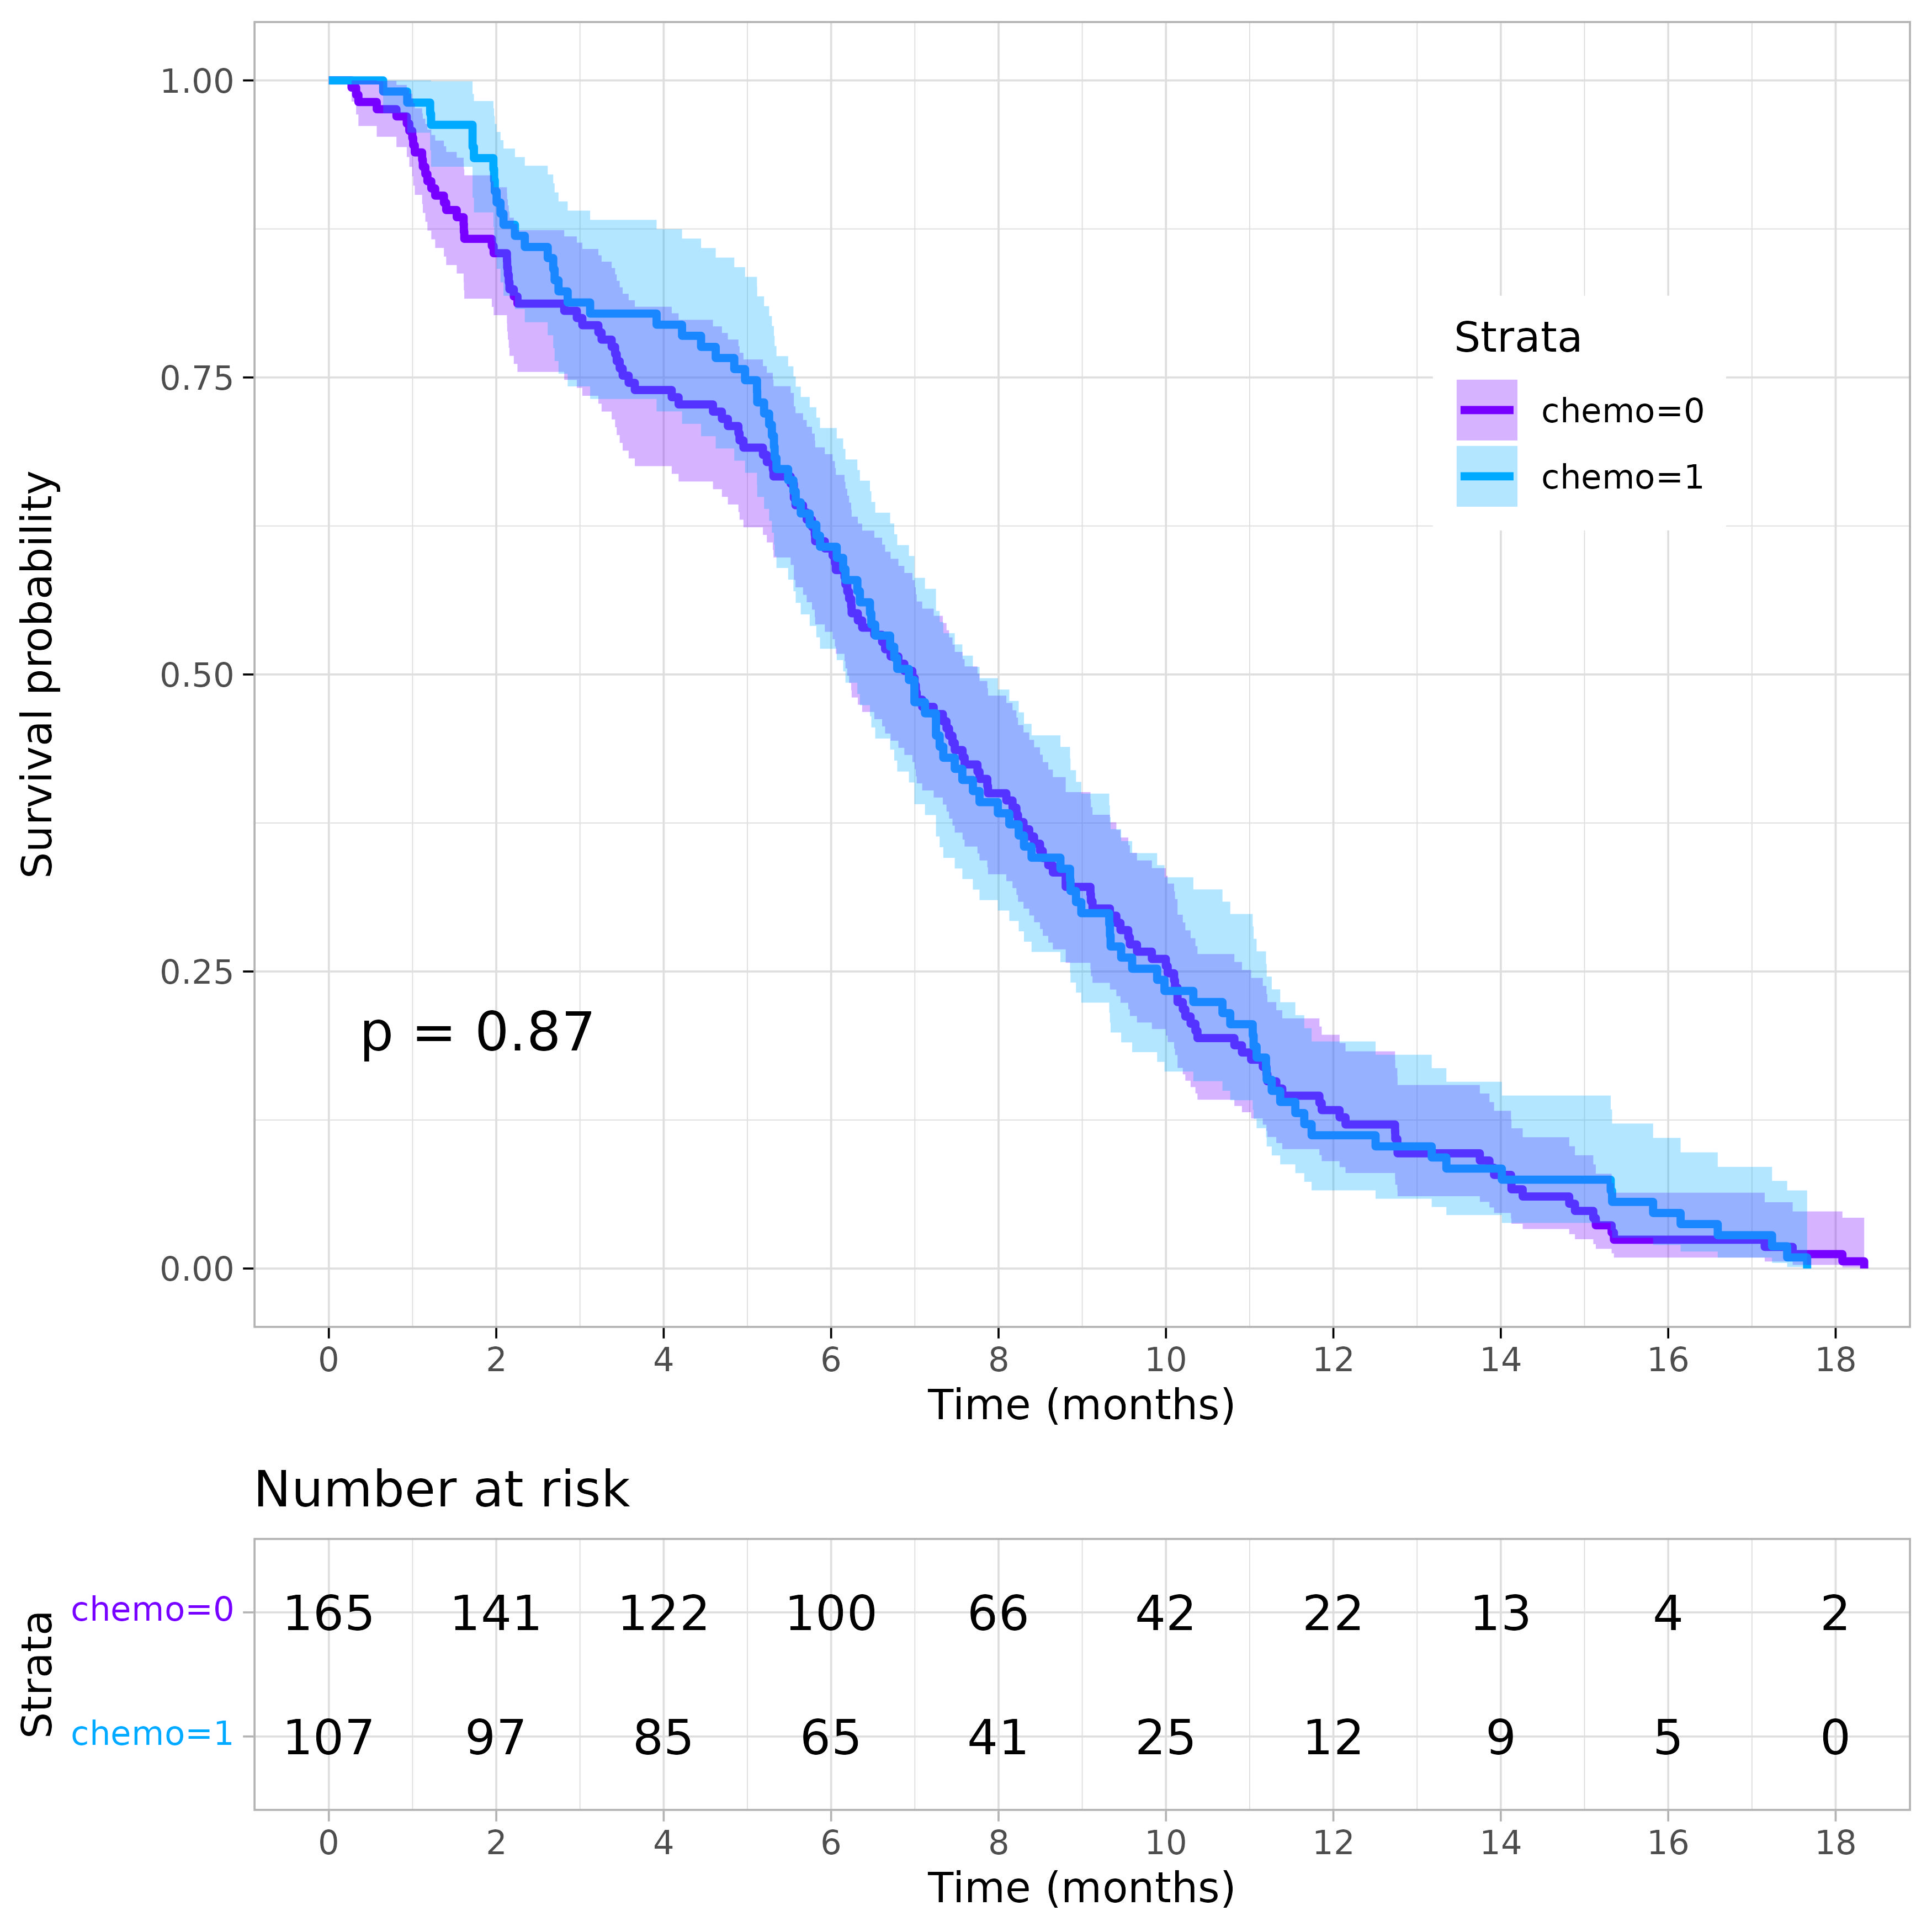 1.00
0.75
0.50
0.25
0.00
Survival probability
Strata
chemo=0
chemo=1
p = 0.87
0 2 4 6 8 10 12 14 16 18
Time (months)
Number at risk
Strata
chemo=0 165 141 122 100 66 42 22 13 4 2
chemo=1 107 97 85 65 41 25 12 9 5 0
0 2 4 6 8 10 12 14 16 18
Time (months)